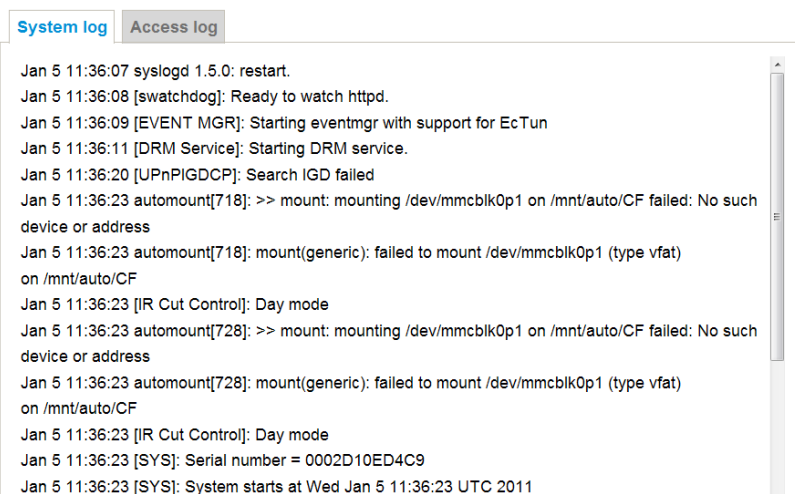 System log Access log
Jan 5 11:36:07 syslogd 1.5.0: restart.
Jan 5 11:36:08 [swatchdog]: Ready to watch httpd.
Jan 5 11:36:09 [EVENT MGR]: Starting eventmgr with support for EcTun
Jan 5 11:36:11 [DRM Service]: Starting DRM service.
Jan 5 11:36:20 [UPnPIGDCP]: Search IGD failed
Jan 5 11:36:23 automount[718]: >> mount: mounting /dev/mmcblk0p1 on /mnt/auto/CF failed: No such
device or address
Jan 5 11:36:23 automount[718]: mount(generic): failed to mount /dev/mmcblk0p1 (type vfat)
on /mnt/auto/CF
Jan 5 11:36:23 [IR Cut Control]: Day mode
Jan 5 11:36:23 automount[728]: >> mount: mounting /dev/mmcblk0p1 on /mnt/auto/CF failed: No such
device or address
Jan 5 11:36:23 automount[728]: mount(generic): failed to mount /dev/mmcblk0p1 (type vfat)
on /mnt/auto/CF
Jan 5 11:36:23 [IR Cut Control]: Day mode
Jan 5 11:36:23 [SYS]: Serial number = 0002D10ED4C9
Jan 5 11:36:23 [SYS]: System starts at Wed Jan 5 11:36:23 UTC 2011